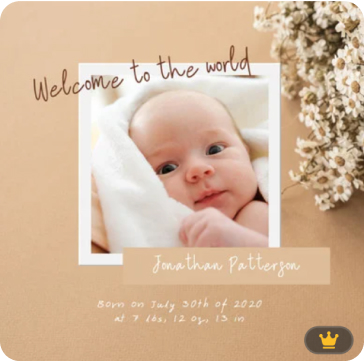 Welcome to the world
Jonathan Patterson
Born on July 30th of 2020
at 7 lbs, 12 oz, 13 in